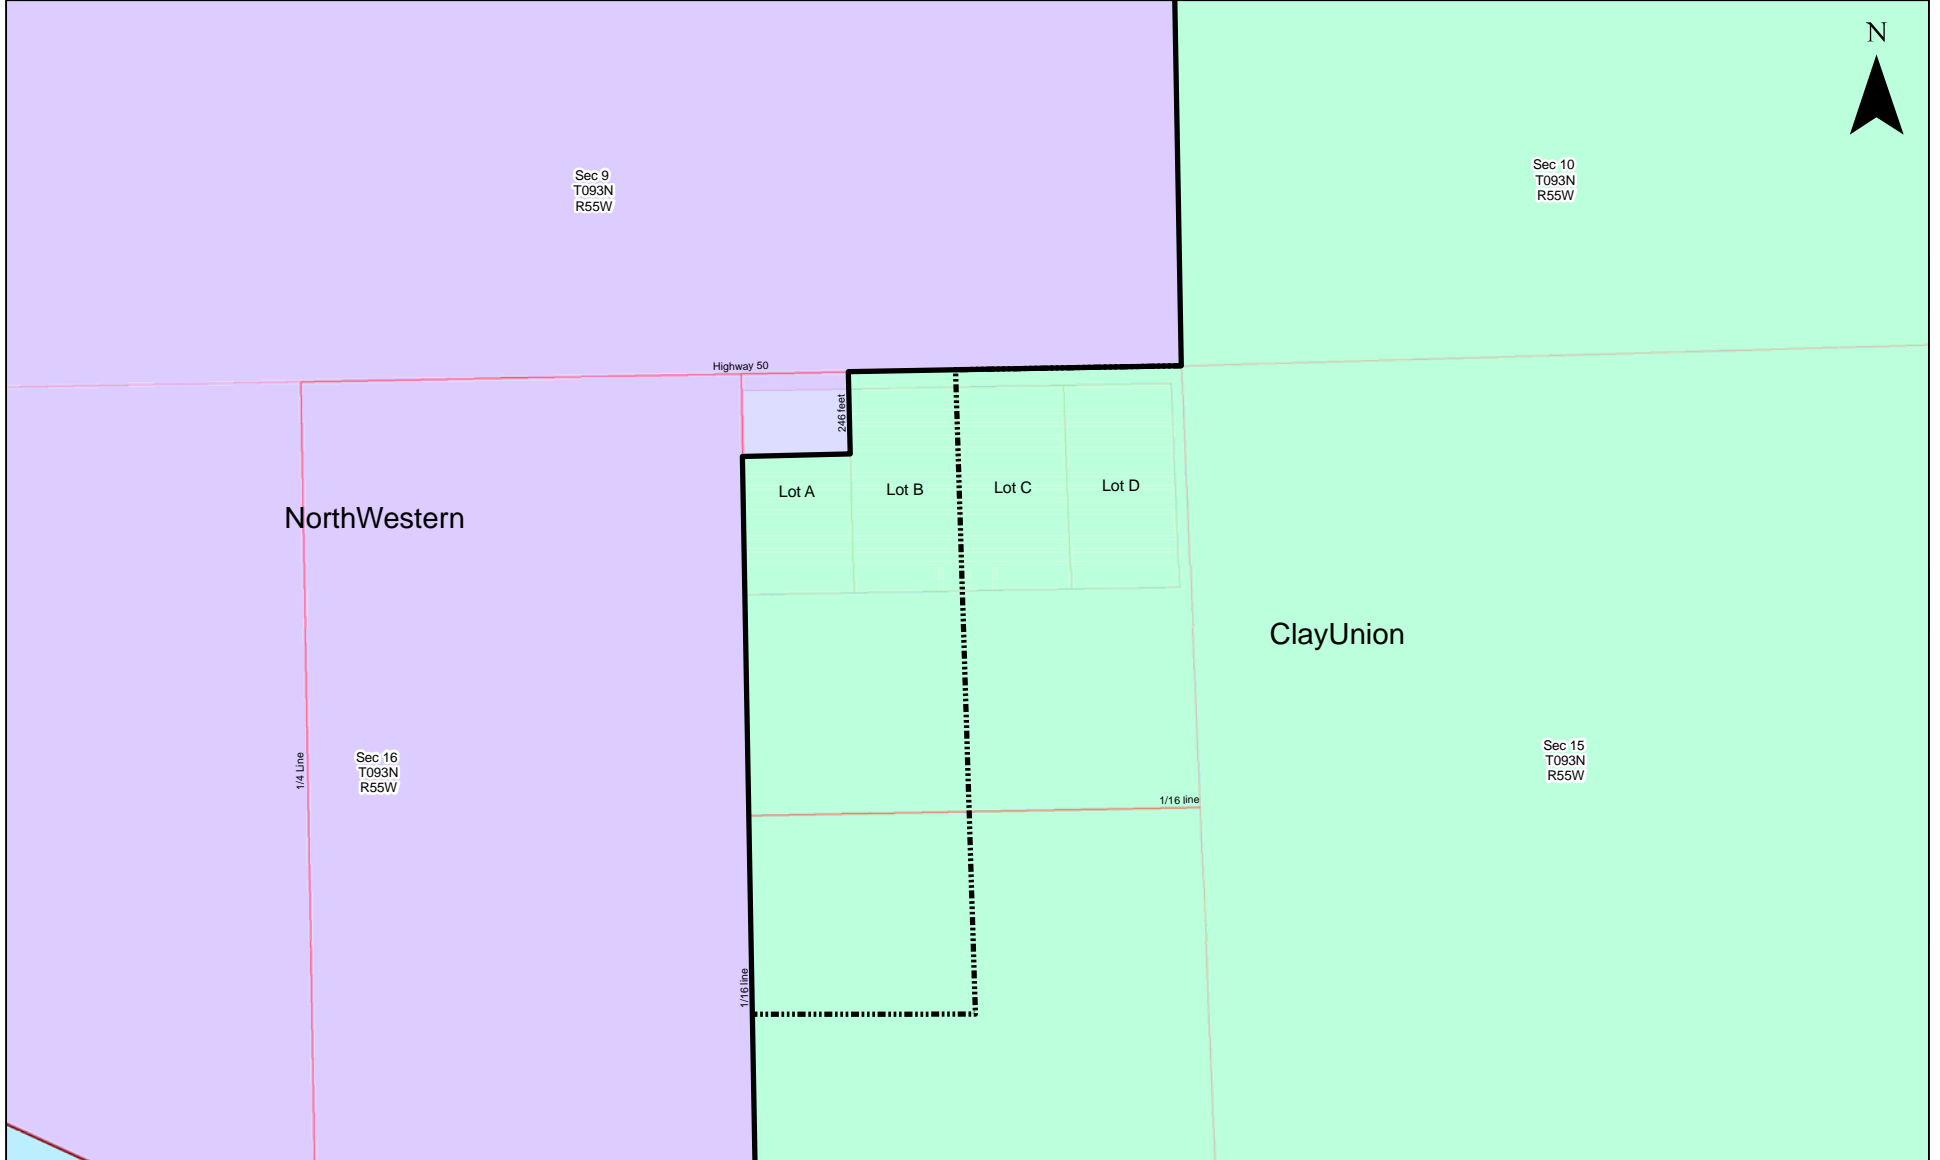 N
Sec 10
T093N
R55W
Sec 9
T093N
R55W
Highway 50
246 feet
Lot A
Lot B
Lot C
Lot D
NorthWestern
ClayUnion
1/4 Line
Sec 16
T093N
R55W
Sec 15
T093N
R55W
1/16 line
1/16 line